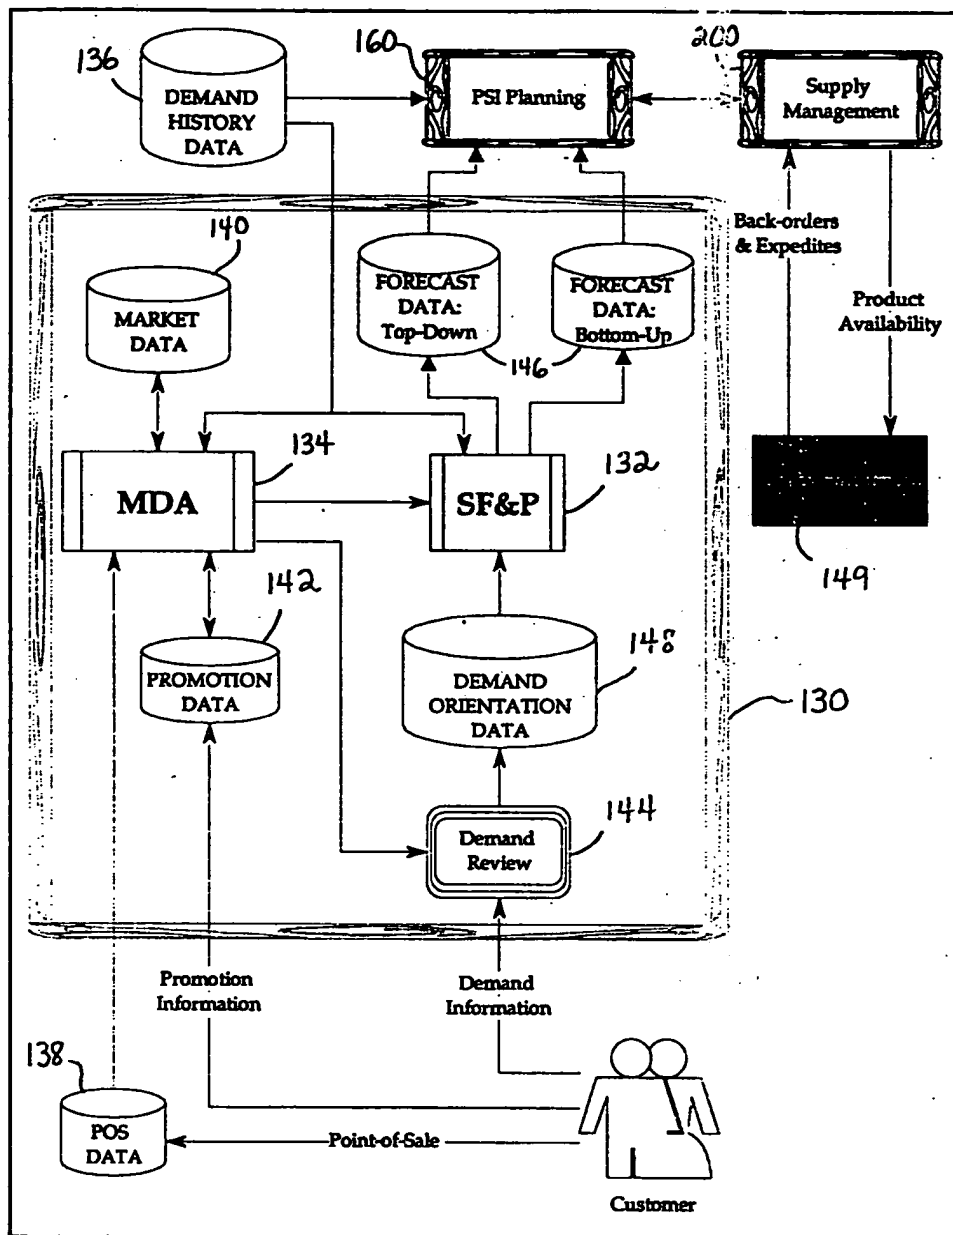 136
DEMAND
HISTORY
DATA
160
PSI Planning
200
Supply
Management
Back-orders
& Expedites
Product
Availability
140
MARKET
DATA
FORECAST
DATA:
Top-Down
FORECAST
DATA:
Bottom-Up
146
134
MDA
SF&P
132
149
142
PROMOTION
DATA
DEMAND
ORIENTATION
DATA
148
130
Demand
Review
144
Promotion
Information
Demand
Information
138
POS
DATA
Point-of-Sale
Customer